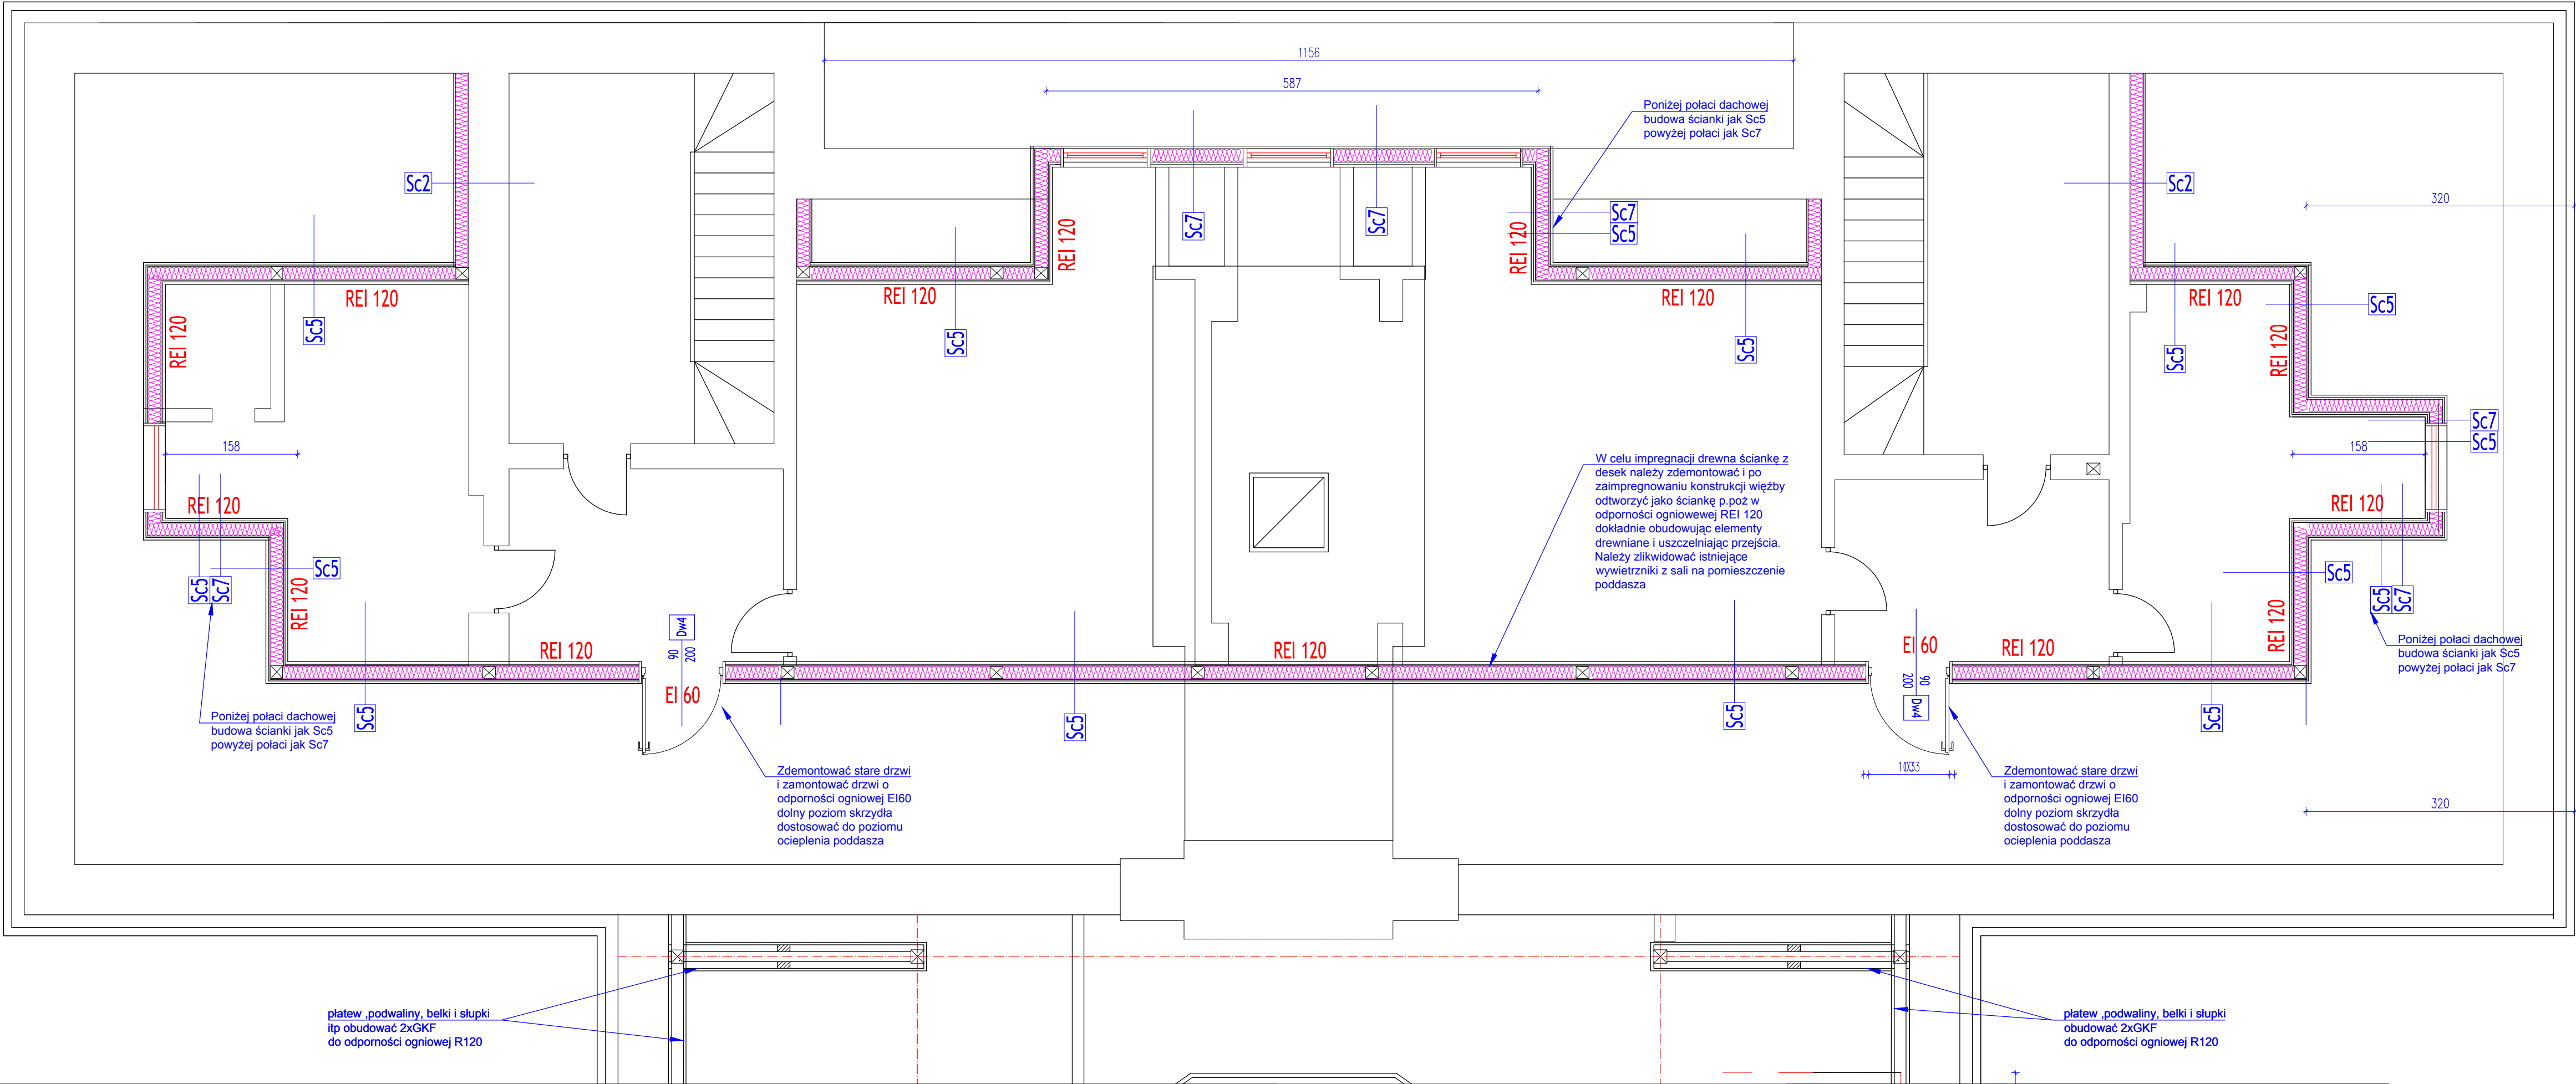 1156
587
Poniżej połaci dachowej
budowa ścianki jak Sc5
powyżej połaci jak Sc7
Sc2
Sc2
320
Sc7
Sc7
Sc7
Sc5
REI 120
REI 120
REI 120
REI 120
REI 120
REI 120
REI 120
REI 120
Sc5
Sc5
Sc5
Sc5
Sc5
REI 120
158
Sc7
Sc5
158
W celu impregnacji drewna ściankę z
desek należy zdemontować i po
zaimpregnowaniu konstrukcji więźby
odtworzyć jako ściankę p.poż w
odporności ogniowewej REI 120
dokładnie obudowując elementy
drewniane i uszczelniając przejścia.
Należy zlikwidować istniejące
wywietrzniki z sali na pomieszczenie
poddasza
REI 120
REI 120
Sc5
Sc5
Sc7
Sc5
Sc5
Sc7
REI 120
REI 120
REI 120
Dw4
90
200
EI 60
REI 120
EI 60
REI 120
90
200
Dw4
Poniżej połaci dachowej
budowa ścianki jak Sc5
powyżej połaci jak Sc7
Sc5
Sc5
Sc5
Sc5
Poniżej połaci dachowej
budowa ścianki jak Sc5
powyżej połaci jak Sc7
Zdemontować stare drzwi
i zamontować drzwi o
odporności ogniowej EI60
dolny poziom skrzydła
dostosować do poziomu
ocieplenia poddasza
Zdemontować stare drzwi
i zamontować drzwi o
odporności ogniowej EI60
dolny poziom skrzydła
dostosować do poziomu
ocieplenia poddasza
320
płatew ,podwaliny, belki i słupki
itp obudować 2xGKF
do odporności ogniowej R120
płatew ,podwaliny, belki i słupki
obudować 2xGKF
do odporności ogniowej R120